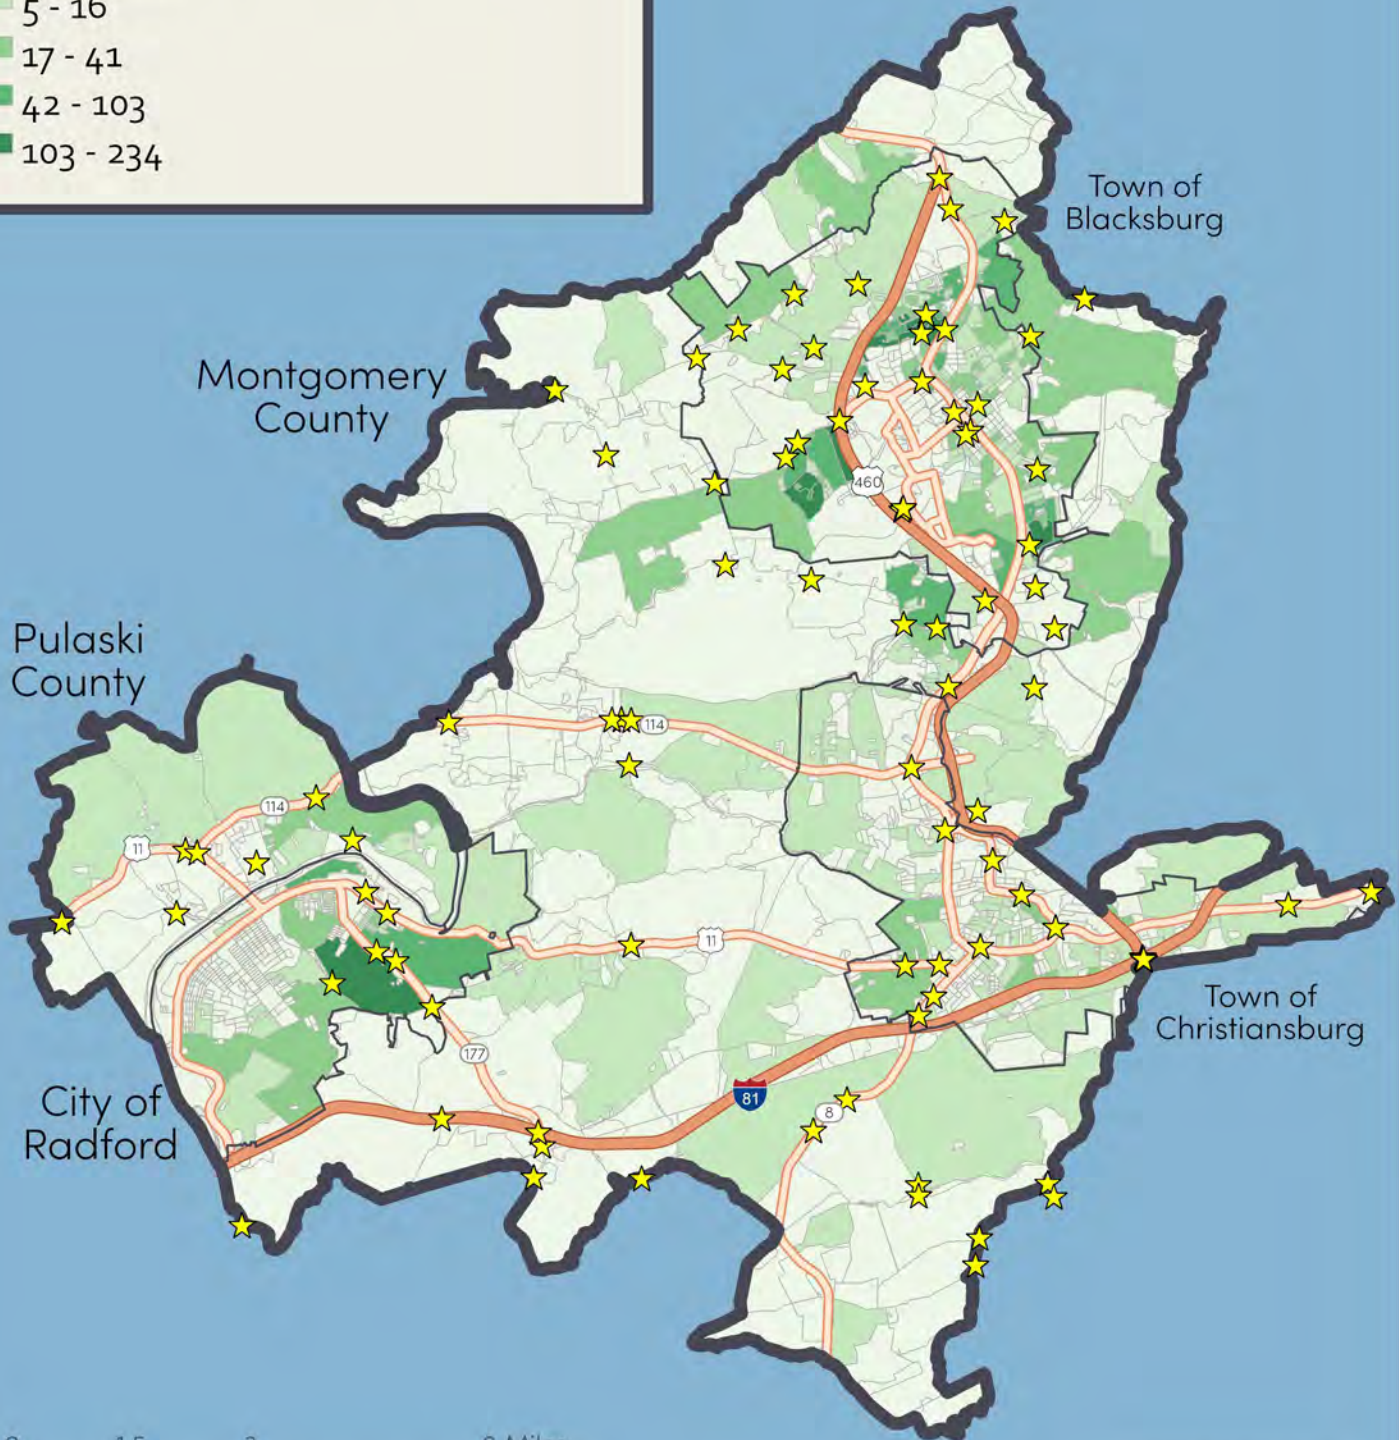 5 - 16
17 - 41
42 - 103
103 - 234
Town of
Blacksburg
Montgomery
County
460
Pulaski
County
114
114
11
11
Town of
Christiansburg
177
City of
Radford
81
8